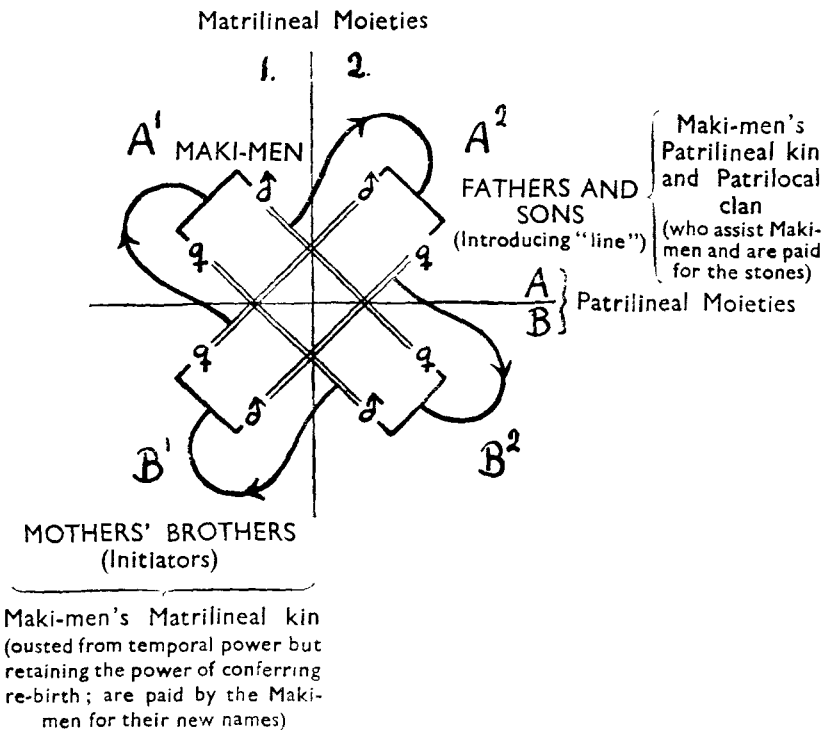 Matrilineal Moieties
1. 2.
A¹ MAKI-MEN ♂ ♂ A²
FATHERS AND
SONS
(Introducing "line")
Maki-men's
Patrilineal kin
and Patrilocal
clan
(who assist Maki-
men and are paid
for the stones)
♀ ♀
A
B
Patrilineal Moieties
♀ ♀
♂ ♂
B¹ B²
MOTHERS' BROTHERS
(Initiators)
Maki-men's Matrilineal kin
(ousted from temporal power but
retaining the power of conferring
re-birth; are paid by the Maki-
men for their new names)